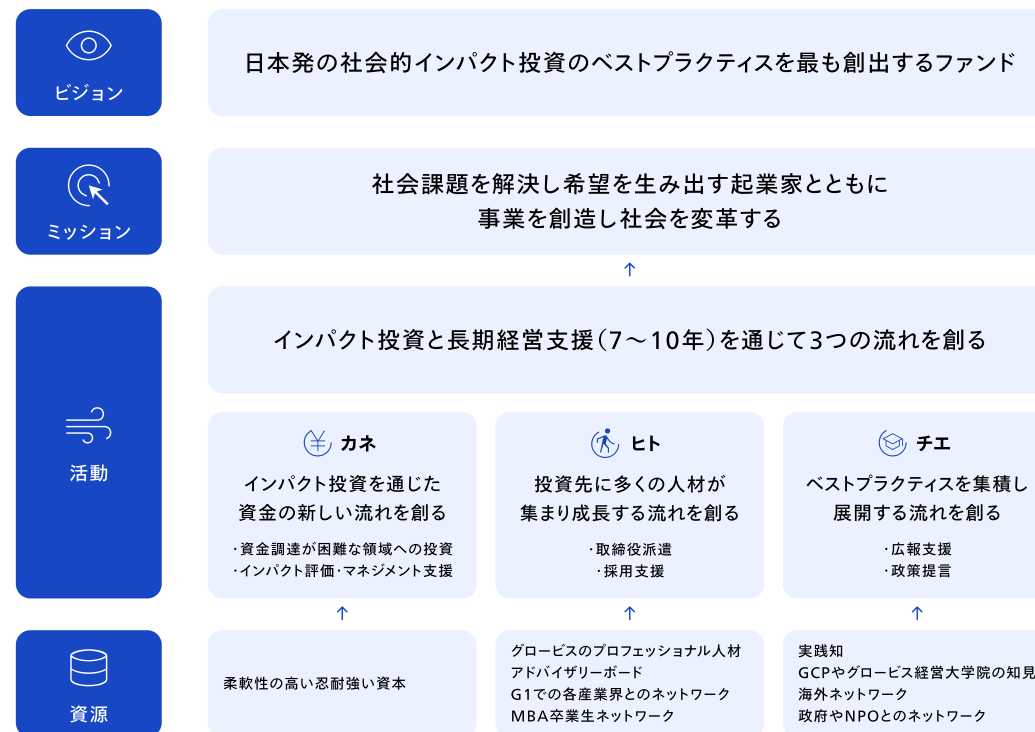 ビジョン
日本発の社会的インパクト投資のベストプラクティスを最も創出するファンド
ミッション
社会課題を解決し希望を生み出す起業家とともに
事業を創造し社会を変革する
↑
活動
インパクト投資と長期経営支援(7〜10年)を通じて3つの流れを創る
カネ
インパクト投資を通じた
資金の新しい流れを創る
・資金調達が困難な領域への投資
・インパクト評価・マネジメント支援
ヒト
投資先に多くの人材が
集まり成長する流れを創る
・取締役派遣
・採用支援
チエ
ベストプラクティスを集積し
展開する流れを創る
・広報支援
・政策提言
↑
↑
↑
資源
柔軟性の高い忍耐強い資本
グロービスのプロフェッショナル人材
アドバイザリーボード
G1での各産業界とのネットワーク
MBA卒業生ネットワーク
実践知
GCPやグロービス経営大学院の知見
海外ネットワーク
政府やNPOとのネットワーク